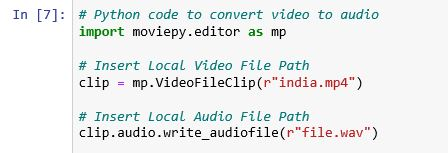 In [7]: # Python code to convert video to audio
import moviepy.editor as mp
# Insert Local Video File Path
clip = mp.VideoFileClip(r"india.mp4")
# Insert Local Audio File Path
clip.audio.write_audiofile(r"file.wav")